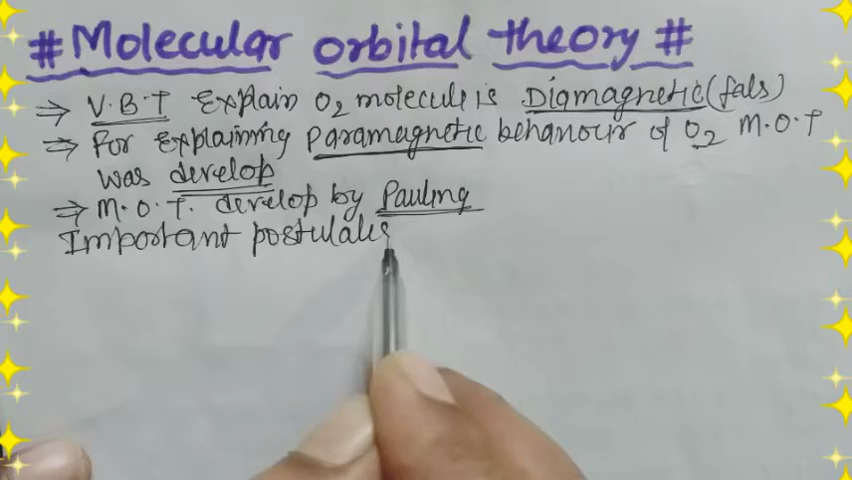 # Molecular orbital theory #
⇒ V.B.T Explain O2 molecule is Diamagnetic (fals)
⇒ For explaining paramagnetic behaviour of O2 M.O.T
was develop
⇒ M.O.T. develop by Pauling
Important postulates